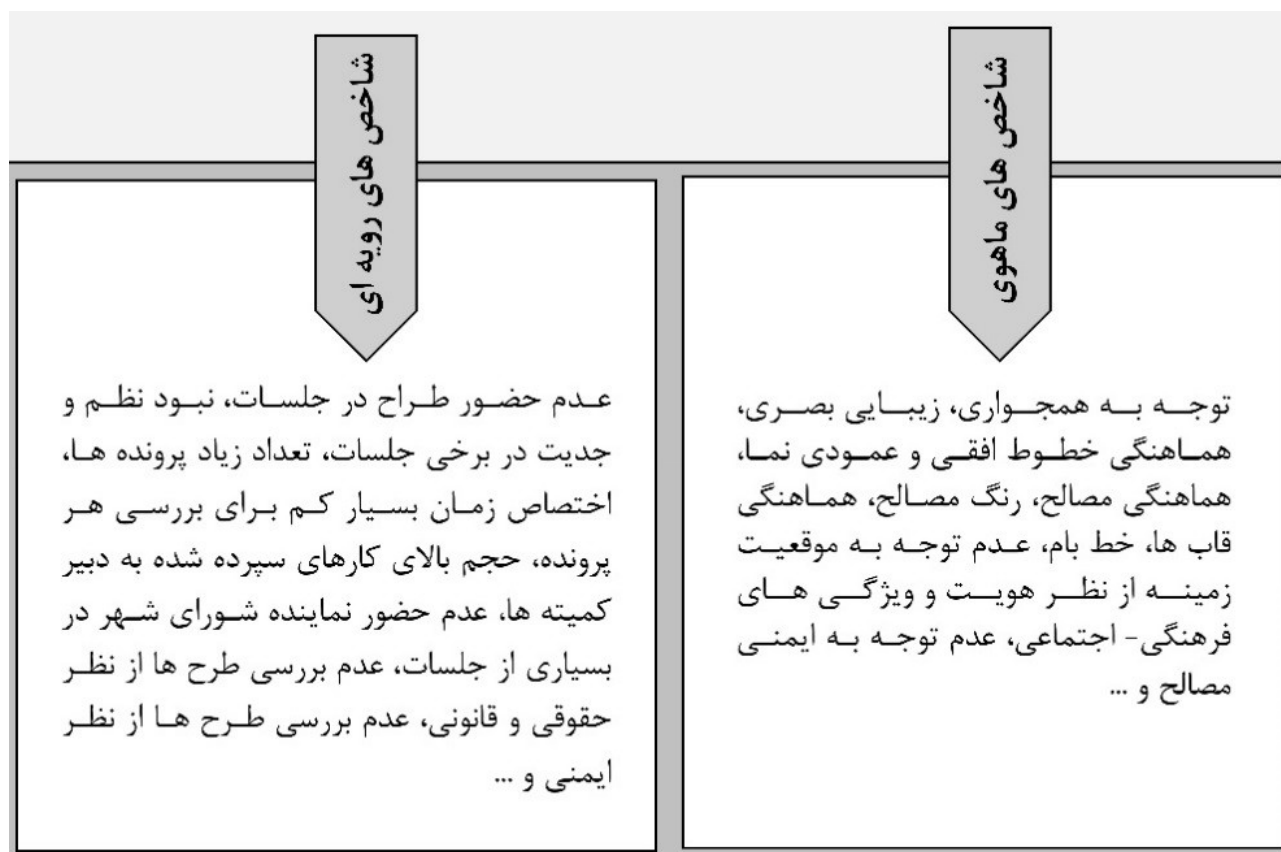 شاخص های ماهوی
توجه به همجواری، زیبایی بصری،
هماهنگی خطوط افقی و عمودی نما،
هماهنگی مصالح، رنگ مصالح، هماهنگی
قاب ها، خط بام، عدم توجه به موقعیت
زمینه از نظر هویت و ویژگی های
فرهنگی- اجتماعی، عدم توجه به ایمنی
مصالح و ...
شاخص های رویه ای
عدم حضور طراح در جلسات، نبود نظم و
جدیت در برخی جلسات، تعداد زیاد پرونده ها،
اختصاص زمان بسیار کم برای بررسی هر
پرونده، حجم بالای کارهای سپرده شده به دبیر
کمیته ها، عدم حضور نماینده شورای شهر در
بسیاری از جلسات، عدم بررسی طرح ها از نظر
حقوقی و قانونی، عدم بررسی طرح ها از نظر
ایمنی و ...